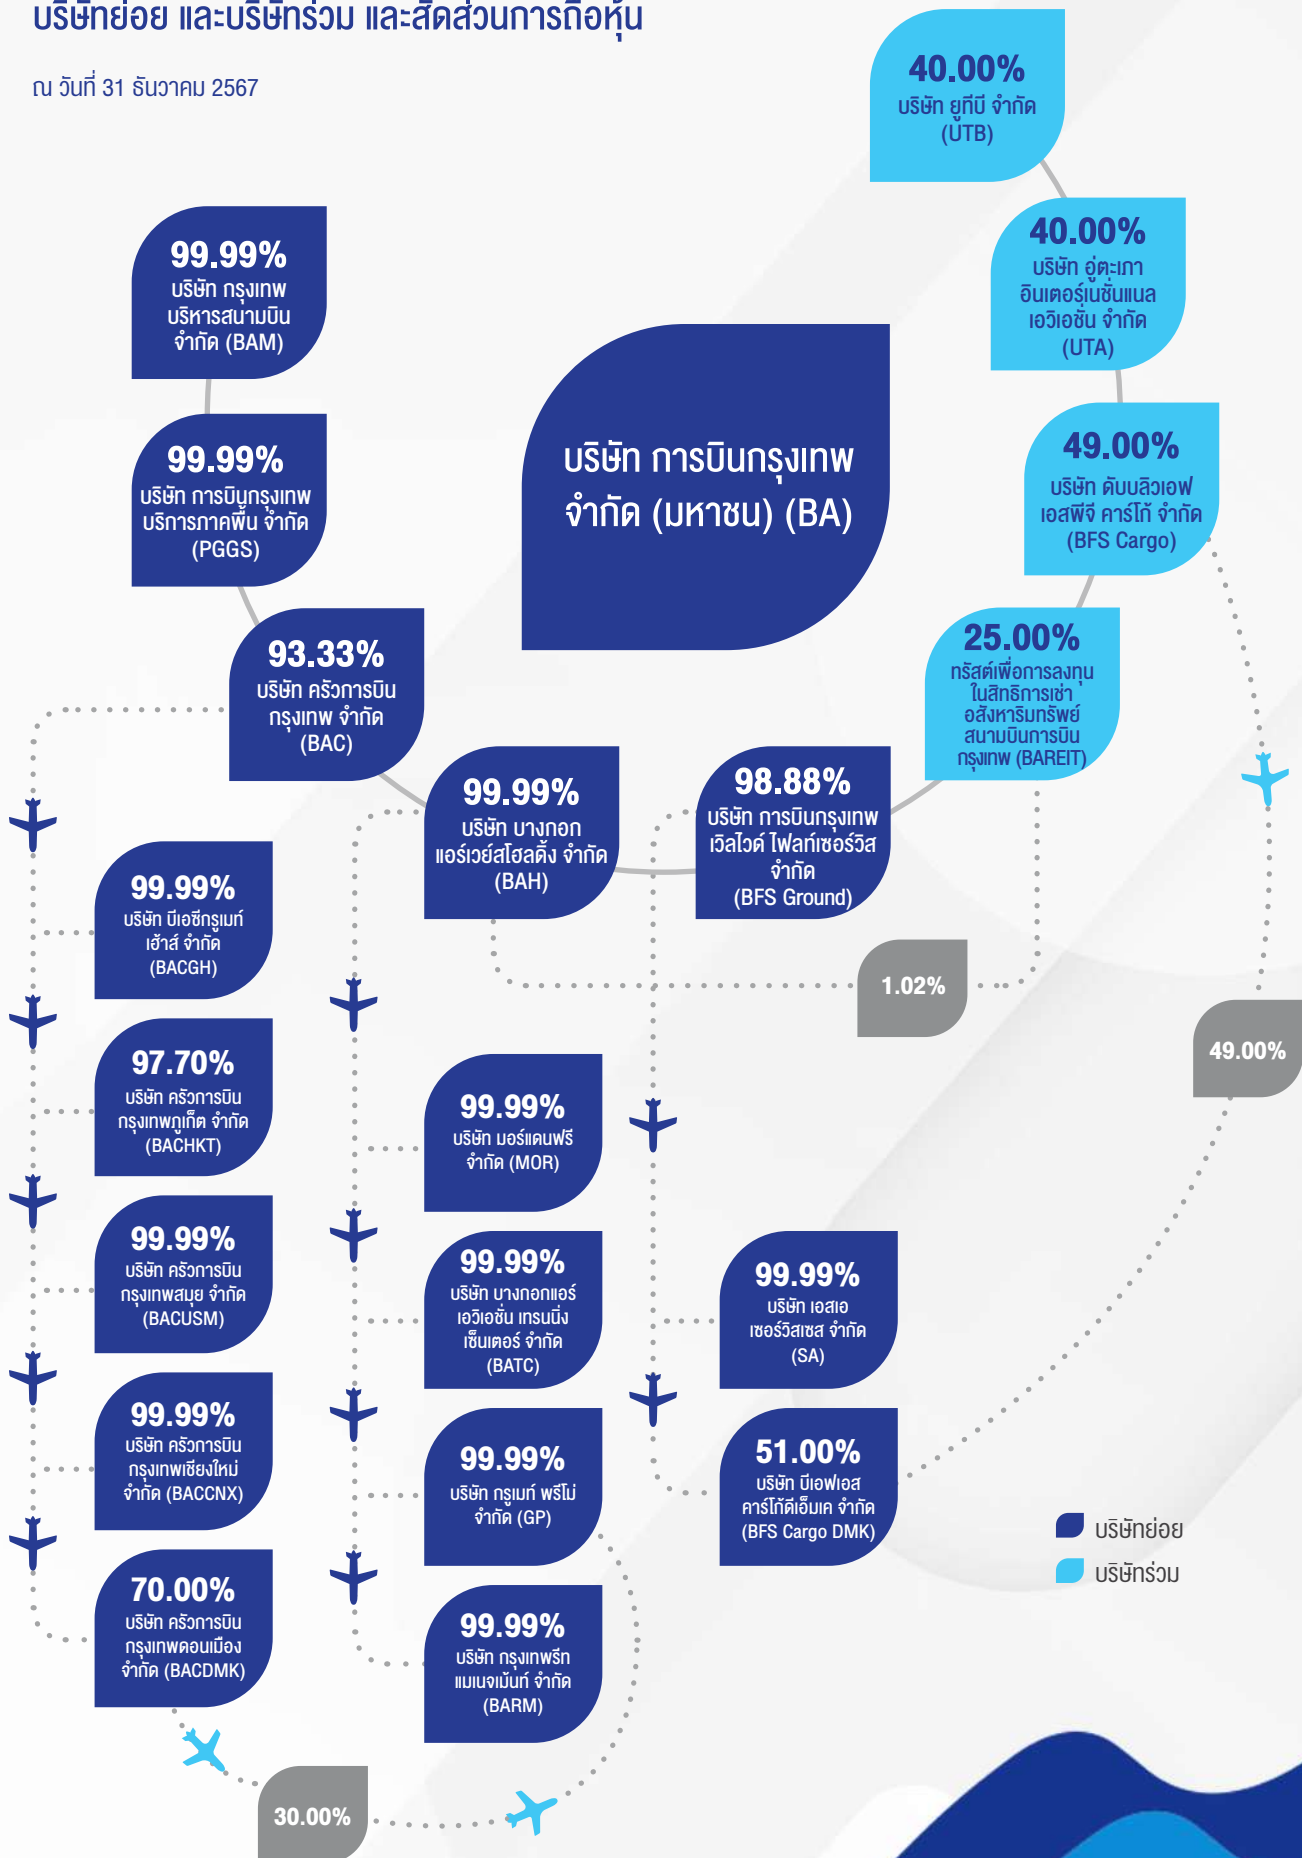 บริษัทย่อย และบริษัทร่วม และสัดส่วนการถือหุ้น
ณ วันที่ 31 ธันวาคม 2567
40.00%
บริษัท ยูทีบี จำกัด
(UTB)
40.00%
บริษัท อู่ตะเภา
อินเตอร์เนชั่นแนล
เอวิเอชั่น จำกัด
(UTA)
49.00%
บริษัท ดับบลิวเอฟ
เอสพีจี คาร์โก้ จำกัด
(BFS Cargo)
25.00%
ทรัสต์เพื่อการลงทุน
ในสิทธิการเช่า
อสังหาริมทรัพย์
สนามบินการบิน
กรุงเทพ (BAREIT)
บริษัท การบินกรุงเทพ
จำกัด (มหาชน) (BA)
99.99%
บริษัท กรุงเทพ
บริหารสนามบิน
จำกัด (BAM)
99.99%
บริษัท การบินกรุงเทพ
บริการภาคพื้น จำกัด
(PGGS)
93.33%
บริษัท ครัวการบิน
กรุงเทพ จำกัด
(BAC)
99.99%
บริษัท บางกอก
แอร์เวย์สโฮลดิ้ง จำกัด
(BAH)
98.88%
บริษัท การบินกรุงเทพ
เวิลไวด์ ไฟลท์เซอร์วิส
จำกัด
(BFS Ground)
1.02%
49.00%
99.99%
บริษัท บีเอซีกรูเมท์
เฮ้าส์ จำกัด
(BACGH)
97.70%
บริษัท ครัวการบิน
กรุงเทพภูเก็ต จำกัด
(BACHKT)
99.99%
บริษัท ครัวการบิน
กรุงเทพสมุย จำกัด
(BACUSM)
99.99%
บริษัท ครัวการบิน
กรุงเทพเชียงใหม่
จำกัด (BACCNX)
70.00%
บริษัท ครัวการบิน
กรุงเทพดอนเมือง
จำกัด (BACDMK)
99.99%
บริษัท มอร์แดนฟรี
จำกัด (MOR)
99.99%
บริษัท บางกอกแอร์
เอวิเอชั่น เทรนนิ่ง
เซ็นเตอร์ จำกัด
(BATC)
99.99%
บริษัท กรูเมท์ พรีโม่
จำกัด (GP)
99.99%
บริษัท กรุงเทพรีท
แมเนจเม้นท์ จำกัด
(BARM)
99.99%
บริษัท เอสเอ
เซอร์วิสเซส จำกัด
(SA)
51.00%
บริษัท บีเอฟเอส
คาร์โก้ดีเอ็มเค จำกัด
(BFS Cargo DMK)
30.00%
บริษัทย่อย
บริษัทร่วม